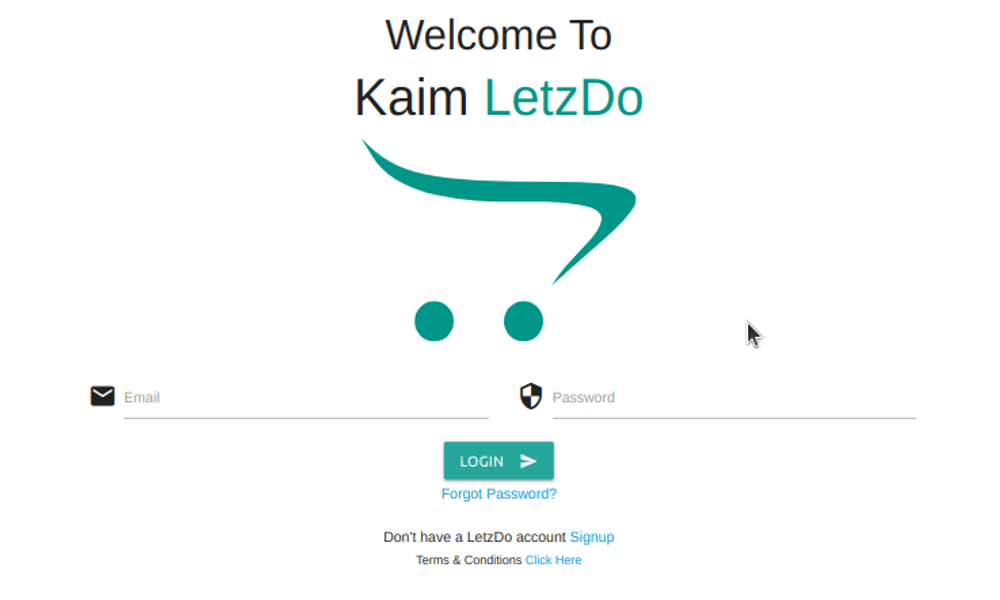 Welcome To
Kaim LetzDo
Email
Password
LOGIN
Forgot Password?
Don't have a LetzDo account Signup
Terms & Conditions Click Here